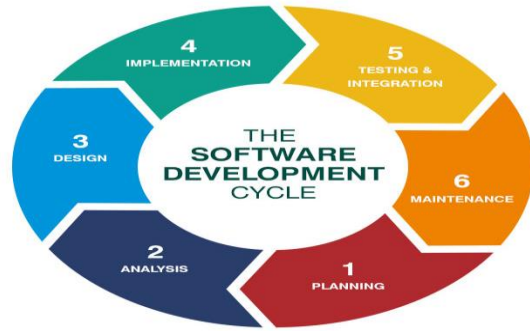 THE
SOFTWARE
DEVELOPMENT
CYCLE
1
PLANNING
2
ANALYSIS
3
DESIGN
4
IMPLEMENTATION
5
TESTING &
INTEGRATION
6
MAINTENANCE